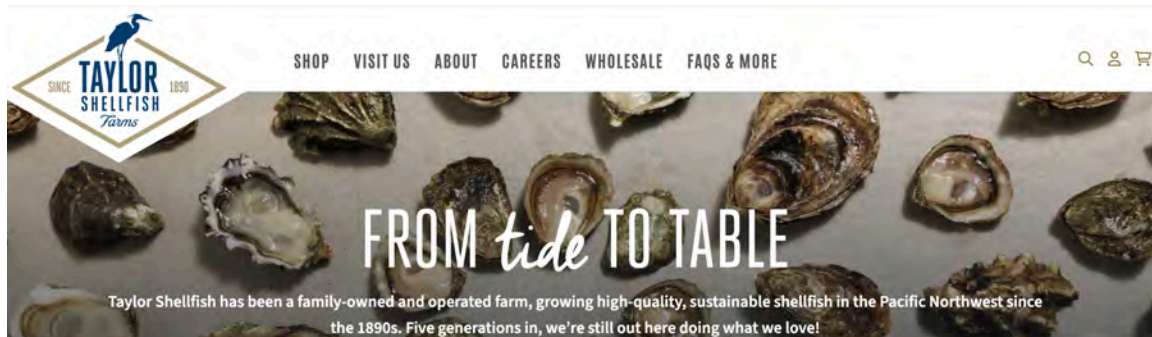 SINCE TAYLOR 1890
SHELLFISH
Farms
SHOP VISIT US ABOUT CAREERS WHOLESALE FAQS & MORE
FROM tide TO TABLE
Taylor Shellfish has been a family-owned and operated farm, growing high-quality, sustainable shellfish in the Pacific Northwest since
the 1890s. Five generations in, we're still out here doing what we love!